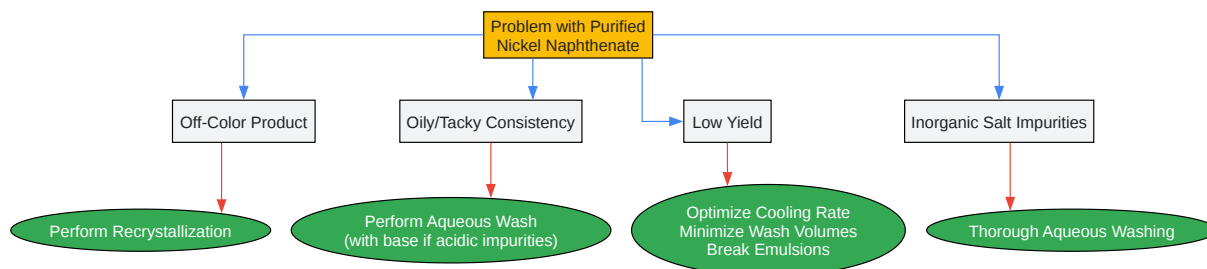 Problem with Purified
Nickel Naphthenate
Off-Color Product
Oily/Tacky Consistency
Low Yield
Inorganic Salt Impurities
Perform Recrystallization
Perform Aqueous Wash
(with base if acidic impurities)
Optimize Cooling Rate
Minimize Wash Volumes
Break Emulsions
Thorough Aqueous Washing